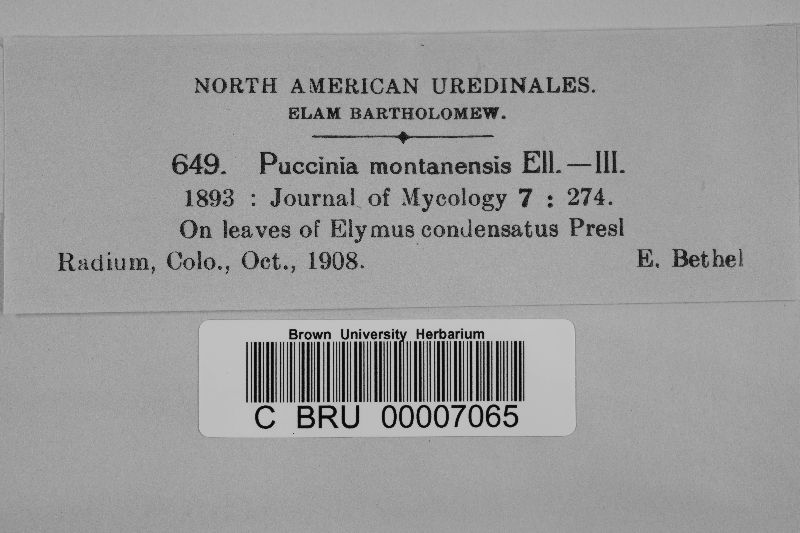 NORTH AMERICAN UREDINALES.
ELAM BARTHOLOMEW.
649. Puccinia montanensis Ell. — III.
1893 : Journal of Mycology 7 : 274.
On leaves of Elymus condensatus Presl
Radium, Colo., Oct., 1908. E. Bethel
Brown University Herbarium
C BRU 00007065